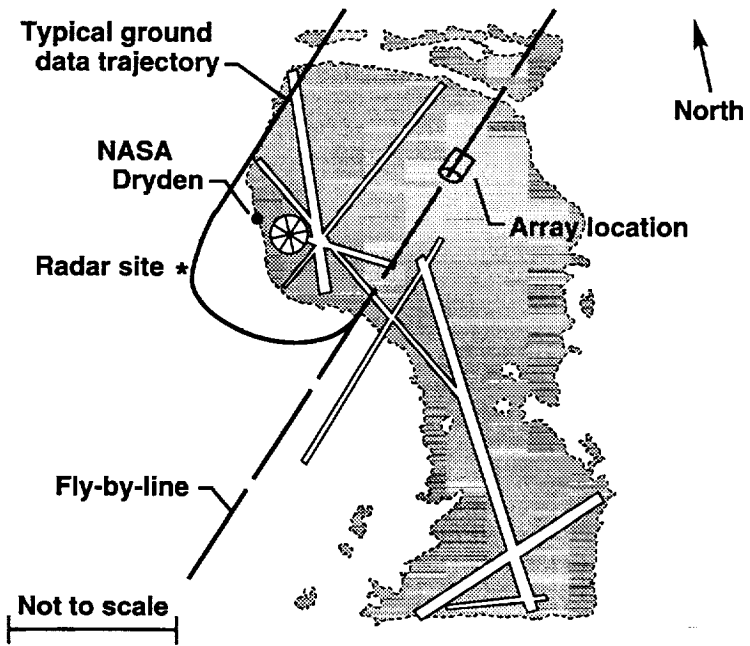 Typical ground
data trajectory
North
NASA
Dryden
Array location
Radar site *
Fly-by-line
Not to scale